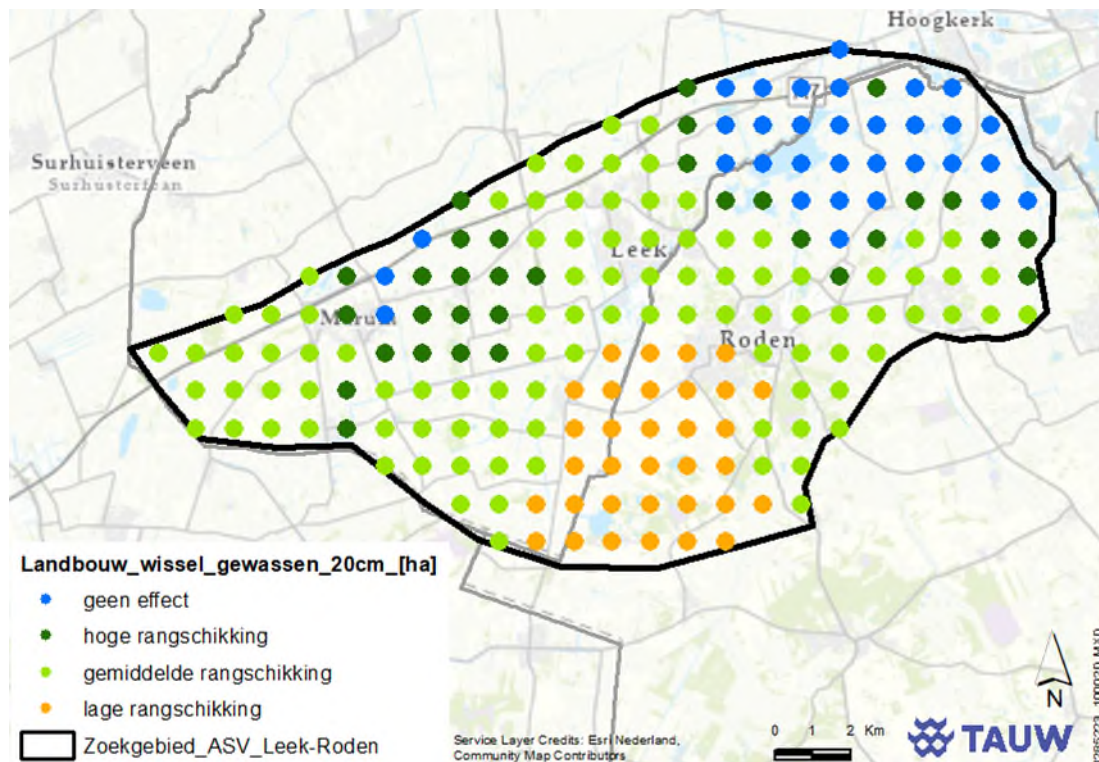 Hoogkerk
Surhuisterveen
Surhusterfean
Leek
Marum
Roden
Landbouw_wissel_gewassen_20cm_[ha]
geen effect
hoge rangschikking
gemiddelde rangschikking
lage rangschikking
Zoekgebied_ASV_Leek-Roden
Service Layer Credits: Esri Nederland,
Community Map Contributors
0 1 2 Km
N
TAUW